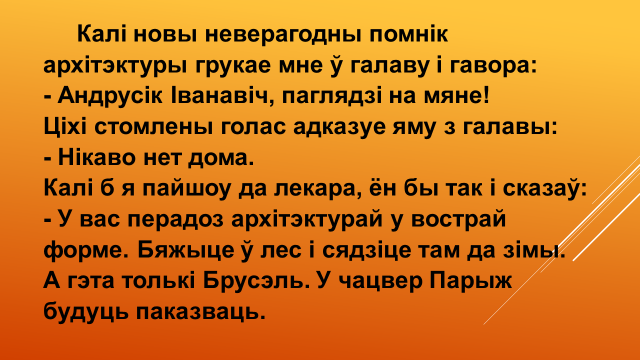 Калі новы неверагодны помнік
архітэктуры грукае мне ў галаву і гавора:
- Андрусік Іванавіч, паглядзі на мяне!
Ціхі стомлены голас адказуе яму з галавы:
- Нікаво нет дома.
Калі б я пайшоу да лекара, ён бы так і сказаў:
- У вас перадоз архітэктурай у вострай
форме. Бяжыце ў лес і сядзіце там да зімы.
А гэта толькі Брусэль. У чацвер Парыж
будуць паказваць.